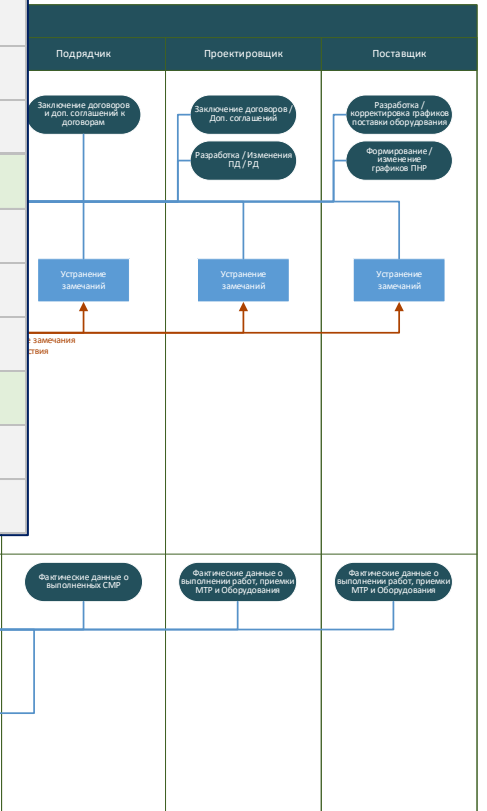 Подрядчик
Проектировщик
Поставщик
Заключение договоров
и доп. соглашений к
договорам
Заключение договоров /
Доп. соглашений
Разработка / Изменения
ПД / РД
Разработка /
корректировка графиков
поставки оборудования
Формирование /
изменение
графиков ПНР
Устранение
замечаний
Устранение
замечаний
Устранение
замечаний
замечания
Фактические данные о
выполненных СМР
Фактические данные о
выполнении работ, приемки
МТР и Оборудования
Фактические данные о
выполнении работ, приемки
МТР и Оборудования